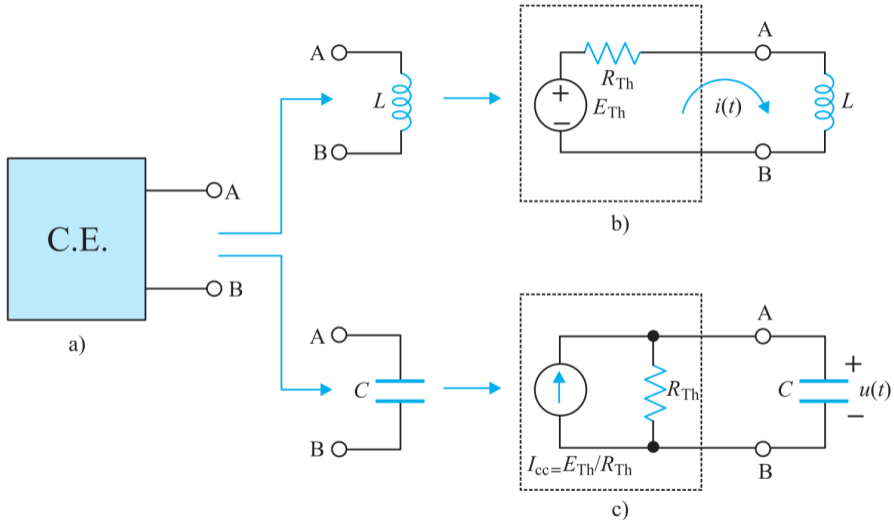 C.E.
A
B
a)
A
L
B
A
C
B
R_Th
+
−
E_Th
i(t)
A
B
L
b)
I_cc=E_Th/R_Th
R_Th
A
B
C
+
u(t)
−
c)